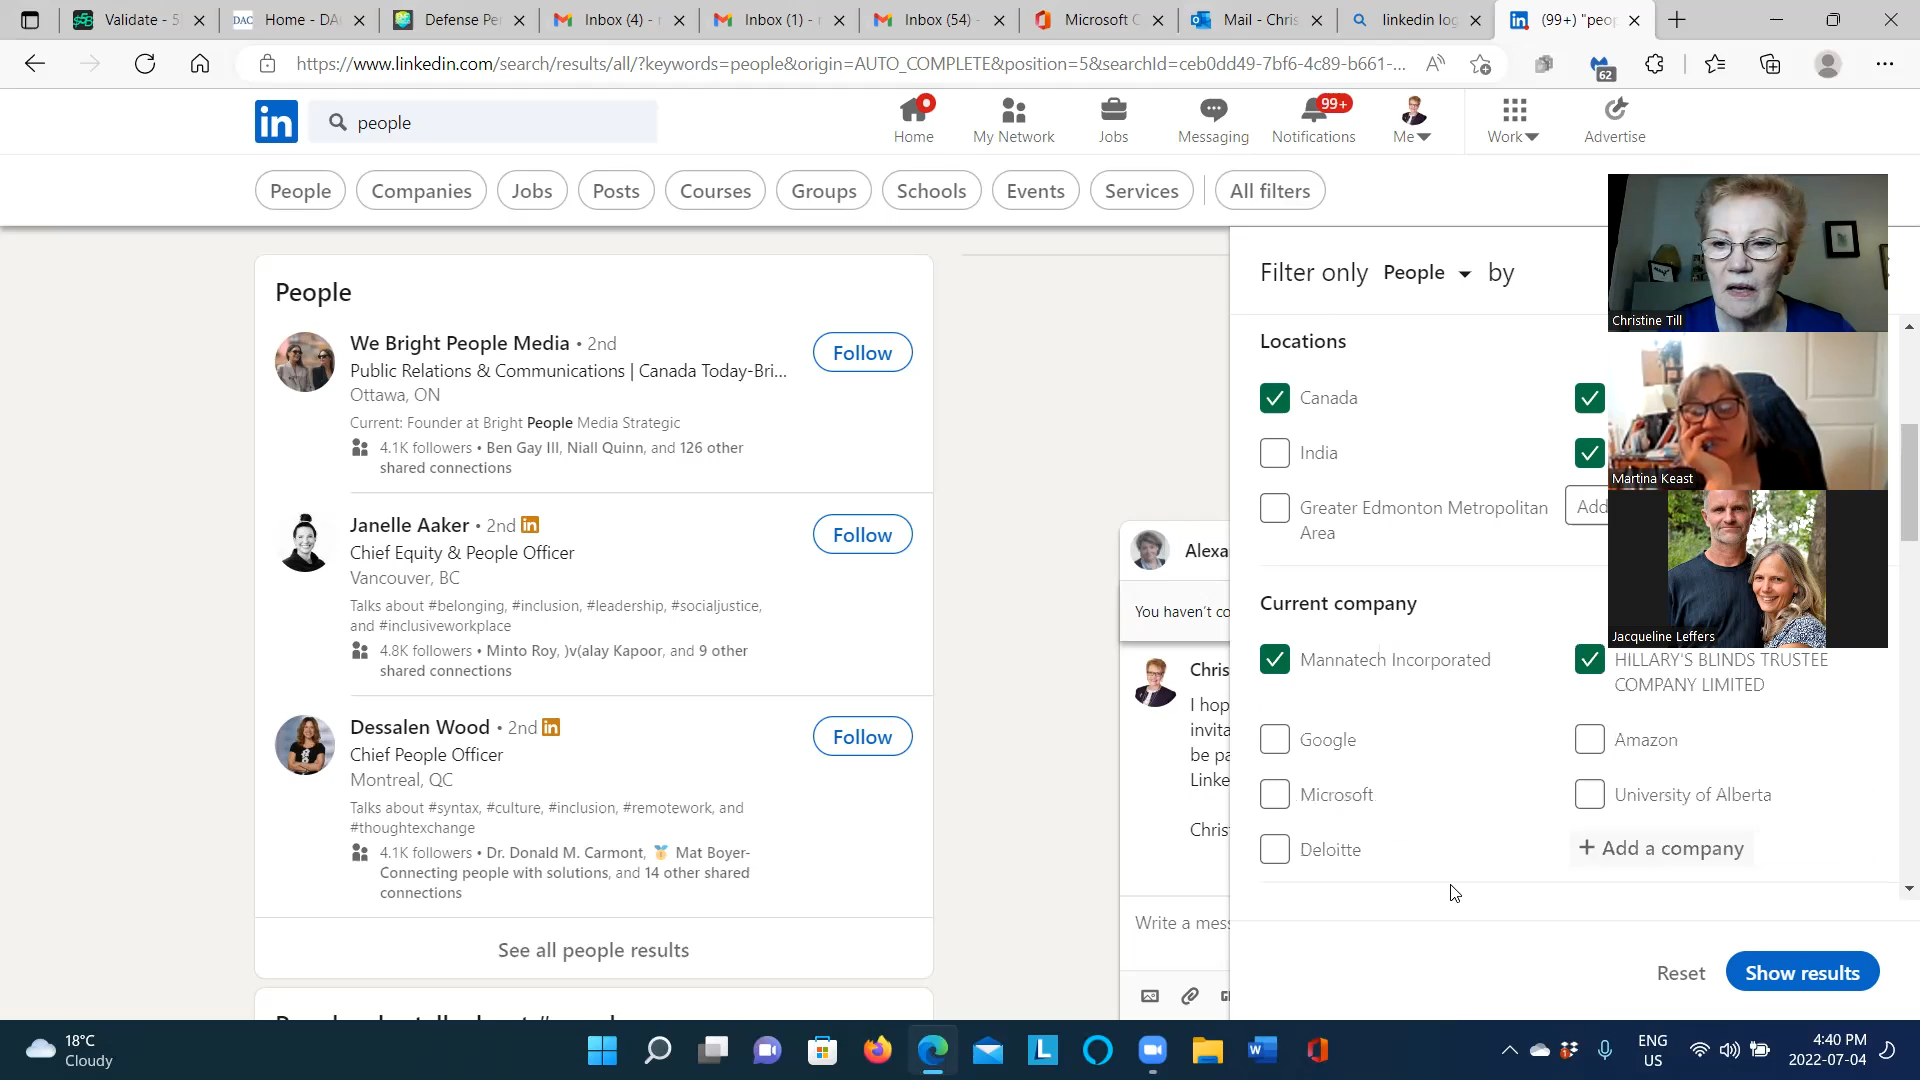 Validate - 5
Home - DA
Defense Pe
Inbox (4) -
Inbox (1) -
Inbox (54) -
Microsoft
Mail - Chris
linkedin log
(99+) "peop
https://www.linkedin.com/search/results/all/?keywords=people&origin=AUTO_COMPLETE&position=5&searchId=ceb0dd49-7bf6-4c89-b661-...
62
in
people
Home
My Network
Jobs
Messaging
99+
Notifications
Me
Work
Advertise
People
Companies
Jobs
Posts
Courses
Groups
Schools
Events
Services
All filters
People
We Bright People Media • 2nd
Public Relations & Communications | Canada Today-Bri...
Ottawa, ON
Current: Founder at Bright People Media Strategic
4.1K followers • Ben Gay III, Niall Quinn, and 126 other
shared connections
Follow
Janelle Aaker • 2nd in
Chief Equity & People Officer
Vancouver, BC
Talks about #belonging, #inclusion, #leadership, #socialjustice,
and #inclusiveworkplace
4.8K followers • Minto Roy, )v(alay Kapoor, and 9 other
shared connections
Follow
Dessalen Wood • 2nd in
Chief People Officer
Montreal, QC
Talks about #syntax, #culture, #inclusion, #remotework, and
#thoughtexchange
4.1K followers • Dr. Donald M. Carmont, 🥇 Mat Boyer-
Connecting people with solutions, and 14 other shared
connections
Follow
See all people results
Alexa
You haven't co
Chris
I hop
invita
be pa
Linke
Chris
Write a mess
Filter only People by
Locations
Canada
India
Greater Edmonton Metropolitan
Area
Add
Current company
Mannatech Incorporated
HILLARY'S BLINDS TRUSTEE
COMPANY LIMITED
Google
Amazon
Microsoft
University of Alberta
Deloitte
+ Add a company
Reset
Show results
Christine Till
Martina Keast
Jacqueline Leffers
18°C
Cloudy
ENG
US
4:40 PM
2022-07-04